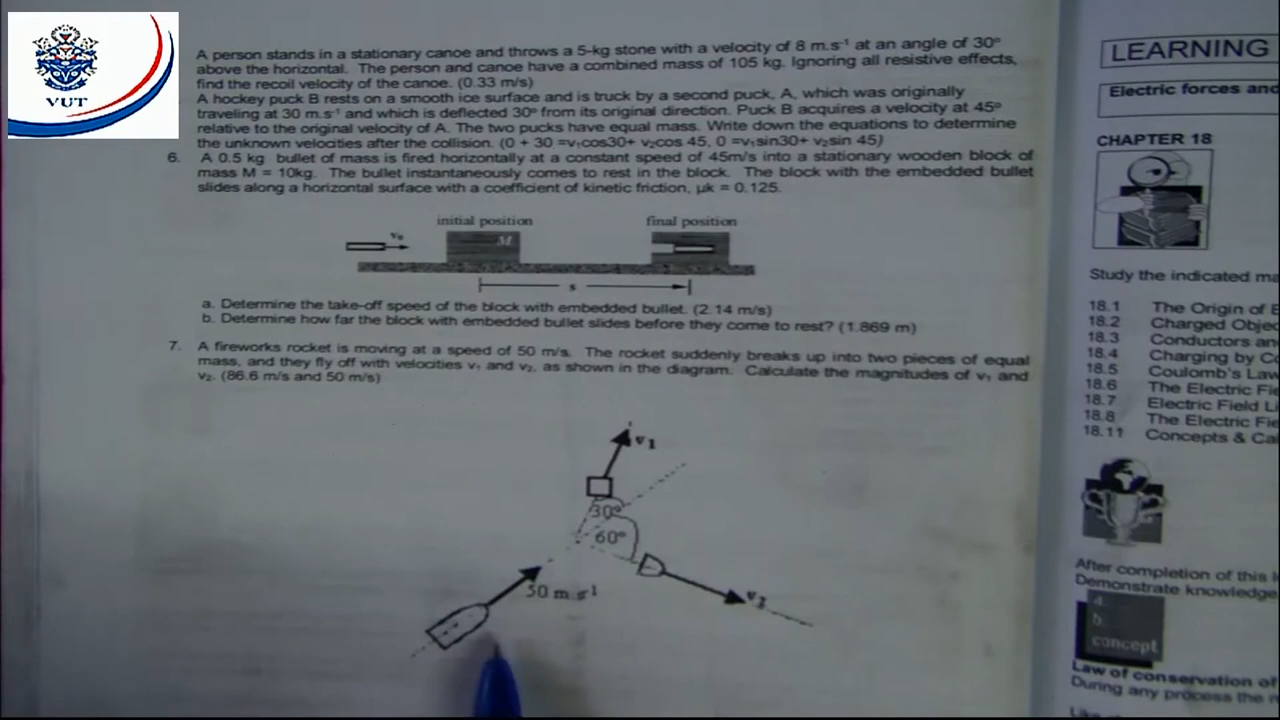 VUT
A person stands in a stationary canoe and throws a 5-kg stone with a velocity of 8 m.s⁻¹ at an angle of 30º
above the horizontal. The person and canoe have a combined mass of 105 kg. Ignoring all resistive effects,
find the recoil velocity of the canoe. (0.33 m/s)
A hockey puck B rests on a smooth ice surface and is truck by a second puck, A, which was originally
traveling at 30 m.s⁻¹ and which is deflected 30º from its original direction. Puck B acquires a velocity at 45º
relative to the original velocity of A. The two pucks have equal mass. Write down the equations to determine
the unknown velocities after the collision. (0 + 30 =v₁cos30+ v₂cos 45, 0 =v₁sin30+ v₂sin 45)
6. A 0.5 kg bullet of mass is fired horizontally at a constant speed of 45m/s into a stationary wooden block of
mass M = 10kg. The bullet instantaneously comes to rest in the block. The block with the embedded bullet
slides along a horizontal surface with a coefficient of kinetic friction, µk = 0.125.
initial position final position
v₀ M
s
a. Determine the take-off speed of the block with embedded bullet. (2.14 m/s)
b. Determine how far the block with embedded bullet slides before they come to rest? (1.869 m)
7. A fireworks rocket is moving at a speed of 50 m/s. The rocket suddenly breaks up into two pieces of equal
mass, and they fly off with velocities v₁ and v₂, as shown in the diagram. Calculate the magnitudes of v₁ and
v₂. (86.6 m/s and 50 m/s)
v₁
30º
60º
50 m.s⁻¹
v₂
LEARNING
Electric forces and
CHAPTER 18
Study the indicated
18.1 The Origin of
18.2 Charged
18.3 Conductors
18.4 Charging by
18.5 Coulomb's
18.6 The Electric
18.7 Electric Field
18.8 The Electric
18.11 Concepts &
After completion of this
Demonstrate knowledge
a
b
concept
Law of conservation of
During any process the